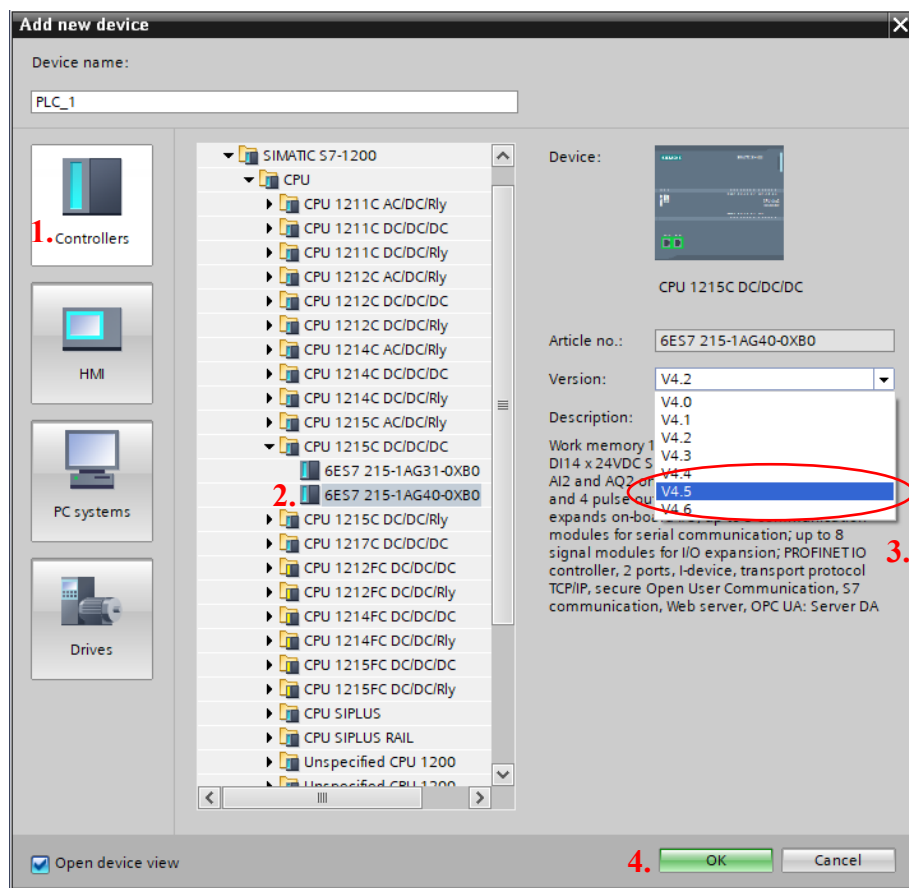 Add new device
Device name:
PLC_1
1.
Controllers
HMI
PC systems
Drives
SIMATIC S7-1200
CPU
CPU 1211C AC/DC/Rly
CPU 1211C DC/DC/DC
CPU 1211C DC/DC/Rly
CPU 1212C AC/DC/Rly
CPU 1212C DC/DC/DC
CPU 1212C DC/DC/Rly
CPU 1214C AC/DC/Rly
CPU 1214C DC/DC/DC
CPU 1214C DC/DC/Rly
CPU 1215C AC/DC/Rly
CPU 1215C DC/DC/DC
6ES7 215-1AG31-0XB0
2. 6ES7 215-1AG40-0XB0
CPU 1215C DC/DC/Rly
CPU 1217C DC/DC/DC
CPU 1212FC DC/DC/DC
CPU 1212FC DC/DC/Rly
CPU 1214FC DC/DC/DC
CPU 1214FC DC/DC/Rly
CPU 1215FC DC/DC/DC
CPU 1215FC DC/DC/Rly
CPU SIPLUS
CPU SIPLUS RAIL
Unspecified CPU 1200
Unspecified CPU 1200
Device:
CPU 1215C DC/DC/DC
Article no.: 6ES7 215-1AG40-0XB0
Version: V4.2
V4.0
V4.1
V4.2
V4.3
V4.4
V4.5
V4.6
3.
Description:
Work memory 1
DI14 x 24VDC S
AI2 and AQ2 o
and 4 pulse ou
expands on-bo
modules for serial communication; up to 8
signal modules for I/O expansion; PROFINET IO
controller, 2 ports, I-device, transport protocol
TCP/IP, secure Open User Communication, S7
communication, Web server, OPC UA: Server DA
Open device view
4. OK
Cancel